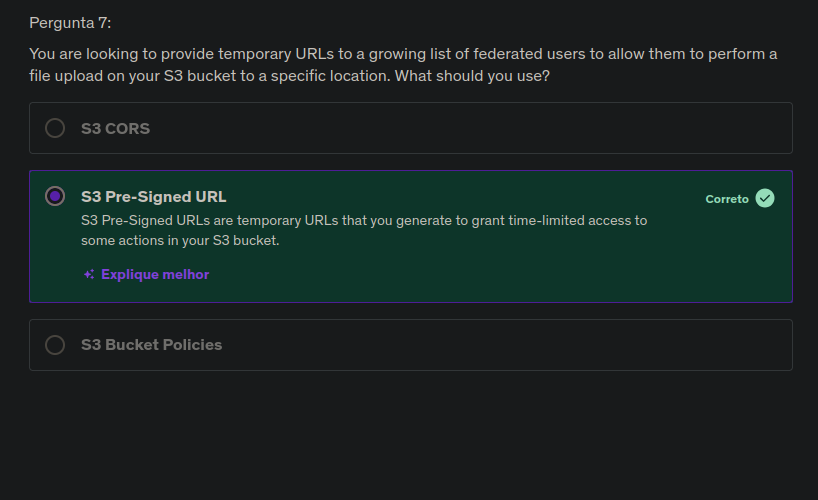 Pergunta 7:
You are looking to provide temporary URLs to a growing list of federated users to allow them to perform a
file upload on your S3 bucket to a specific location. What should you use?
S3 CORS
S3 Pre-Signed URL
Correto
S3 Pre-Signed URLs are temporary URLs that you generate to grant time-limited access to
some actions in your S3 bucket.
Explique melhor
S3 Bucket Policies